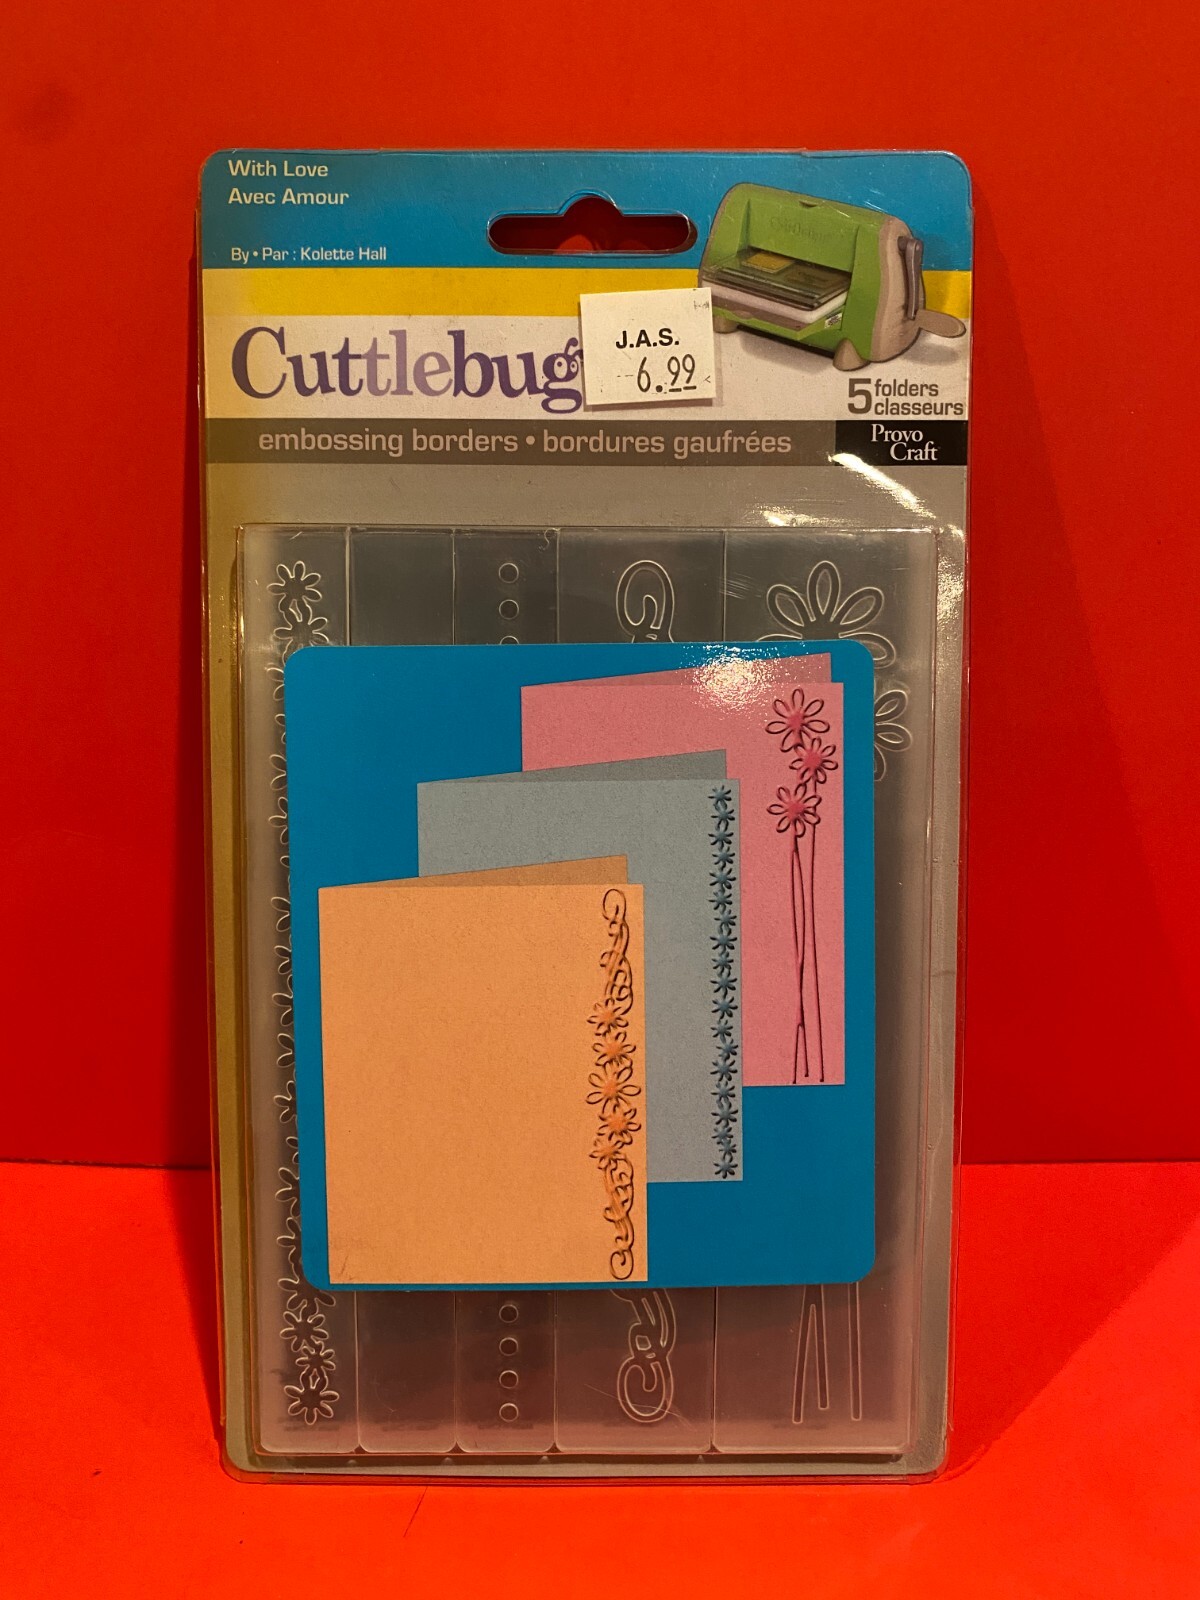 With Love
Avec Amour
By • Par : Kolette Hall
Cuttlebug
J.A.S.
6.99
5 folders
classeurs
embossing borders • bordures gaufrées
Provo
Craft